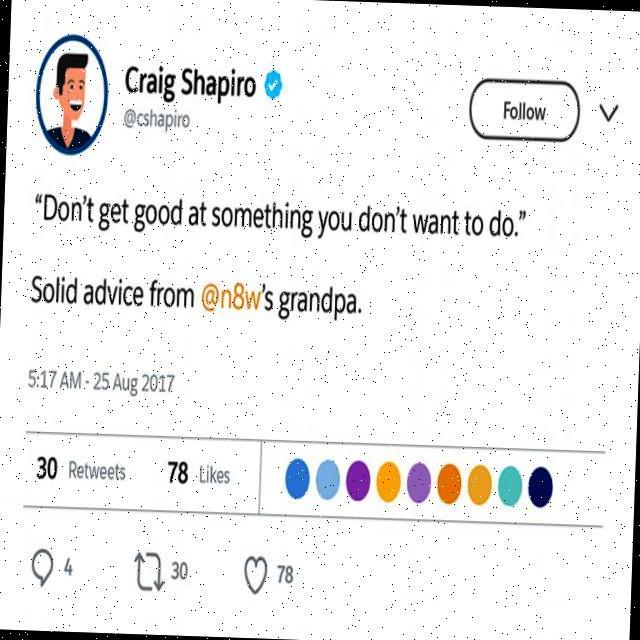 Craig Shapiro
@cshapiro
Follow
“Don’t get good at something you don’t want to do.”
Solid advice from @n8w’s grandpa.
5:17 AM - 25 Aug 2017
30 Retweets 78 Likes
4 30 78